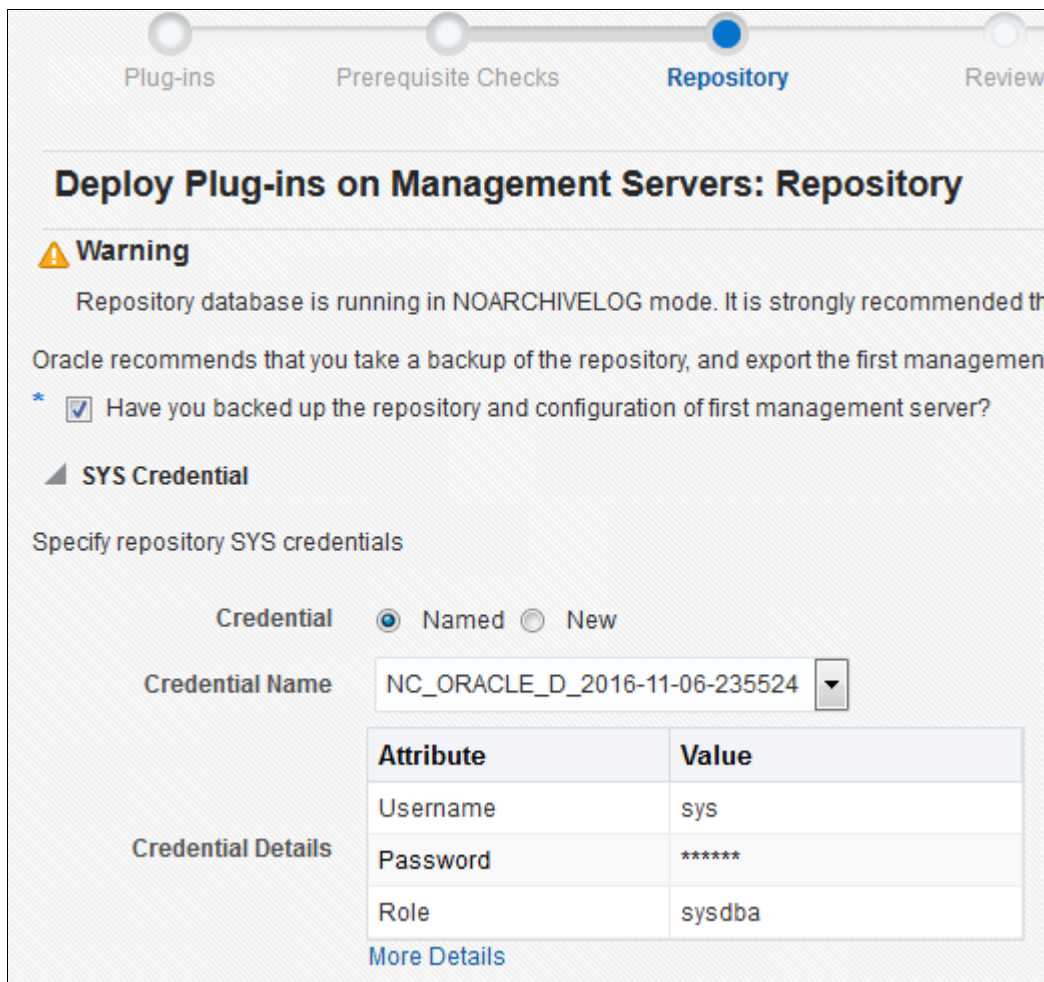 Plug-ins Prerequisite Checks Repository Review
Deploy Plug-ins on Management Servers: Repository
Warning
Repository database is running in NOARCHIVELOG mode. It is strongly recommended th
Oracle recommends that you take a backup of the repository, and export the first managemen
* Have you backed up the repository and configuration of first management server?
SYS Credential
Specify repository SYS credentials
Credential Named New
Credential Name NC_ORACLE_D_2016-11-06-235524
Attribute Value
Username sys
Credential Details
Password ******
Role sysdba
More Details